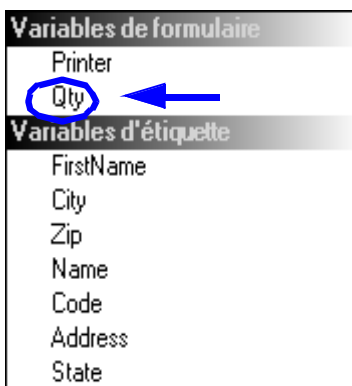 Variables de formulaire
Printer
Qty
Variables d'étiquette
FirstName
City
Zip
Name
Code
Address
State